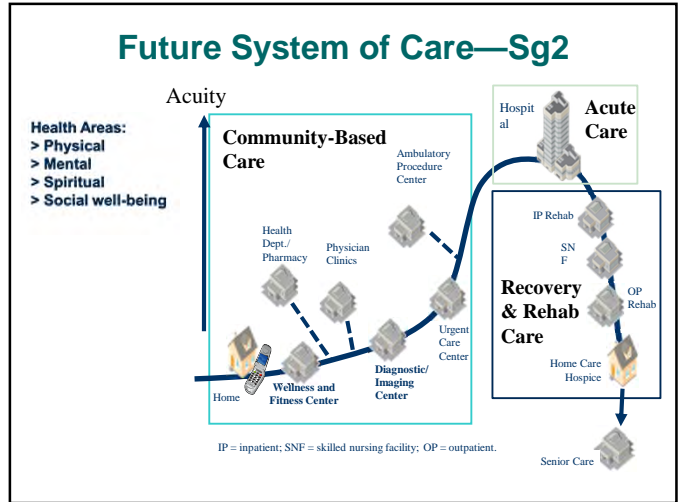 Future System of Care—Sg2
Acuity
Health Areas:
> Physical
> Mental
> Spiritual
> Social well-being
Community-Based
Care
Ambulatory
Procedure
Center
Health
Dept./
Pharmacy
Physician
Clinics
Urgent
Care
Center
Home
Wellness and
Fitness Center
Diagnostic/
Imaging
Center
Hospit
al
Acute
Care
IP Rehab
SN
F
OP
Rehab
Recovery
& Rehab
Care
Home Care
Hospice
Senior Care
IP = inpatient; SNF = skilled nursing facility; OP = outpatient.